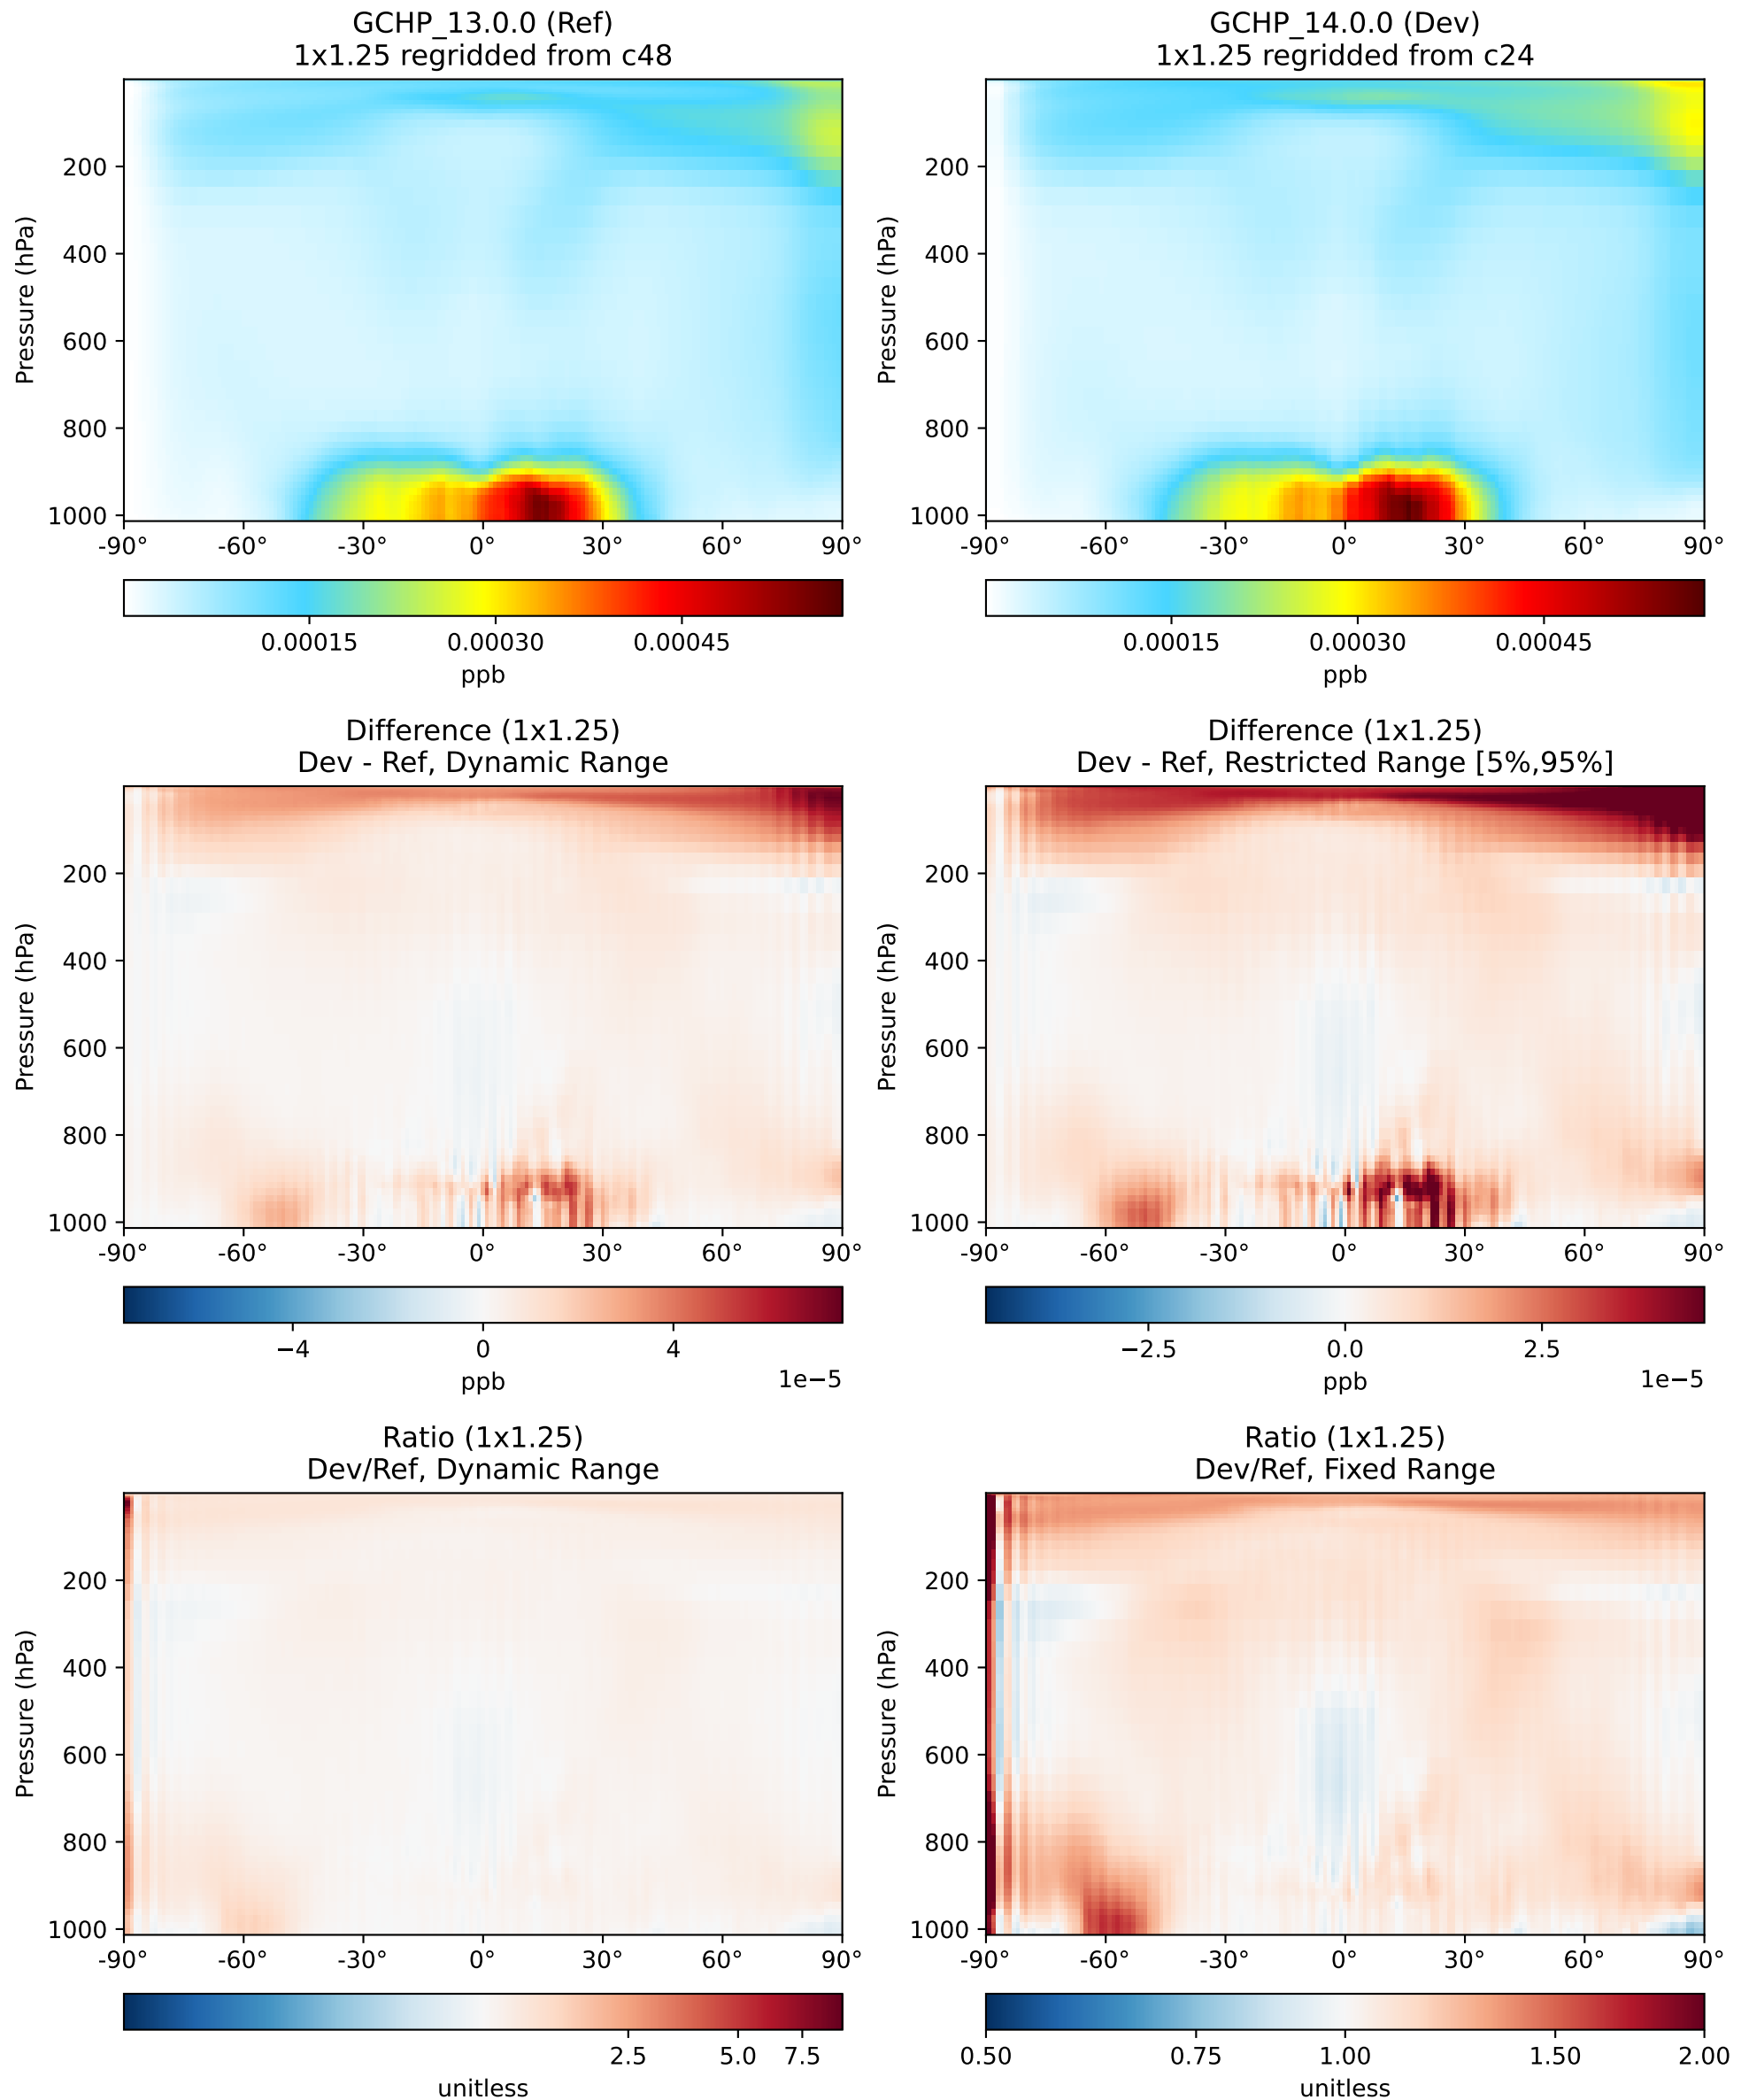 GCHP_13.0.0 (Ref)
1x1.25 regridded from c48
Pressure (hPa)
200
400
600
800
1000
-90° -60° -30° 0° 30° 60° 90°
0.00015 0.00030 0.00045
ppb
GCHP_14.0.0 (Dev)
1x1.25 regridded from c24
Pressure (hPa)
200
400
600
800
1000
-90° -60° -30° 0° 30° 60° 90°
0.00015 0.00030 0.00045
ppb
Difference (1x1.25)
Dev - Ref, Dynamic Range
Pressure (hPa)
200
400
600
800
1000
-90° -60° -30° 0° 30° 60° 90°
−4 0 4
1e−5
ppb
Difference (1x1.25)
Dev - Ref, Restricted Range [5%,95%]
Pressure (hPa)
200
400
600
800
1000
-90° -60° -30° 0° 30° 60° 90°
−2.5 0.0 2.5
1e−5
ppb
Ratio (1x1.25)
Dev/Ref, Dynamic Range
Pressure (hPa)
200
400
600
800
1000
-90° -60° -30° 0° 30° 60° 90°
2.5 5.0 7.5
unitless
Ratio (1x1.25)
Dev/Ref, Fixed Range
Pressure (hPa)
200
400
600
800
1000
-90° -60° -30° 0° 30° 60° 90°
0.50 0.75 1.00 1.50 2.00
unitless